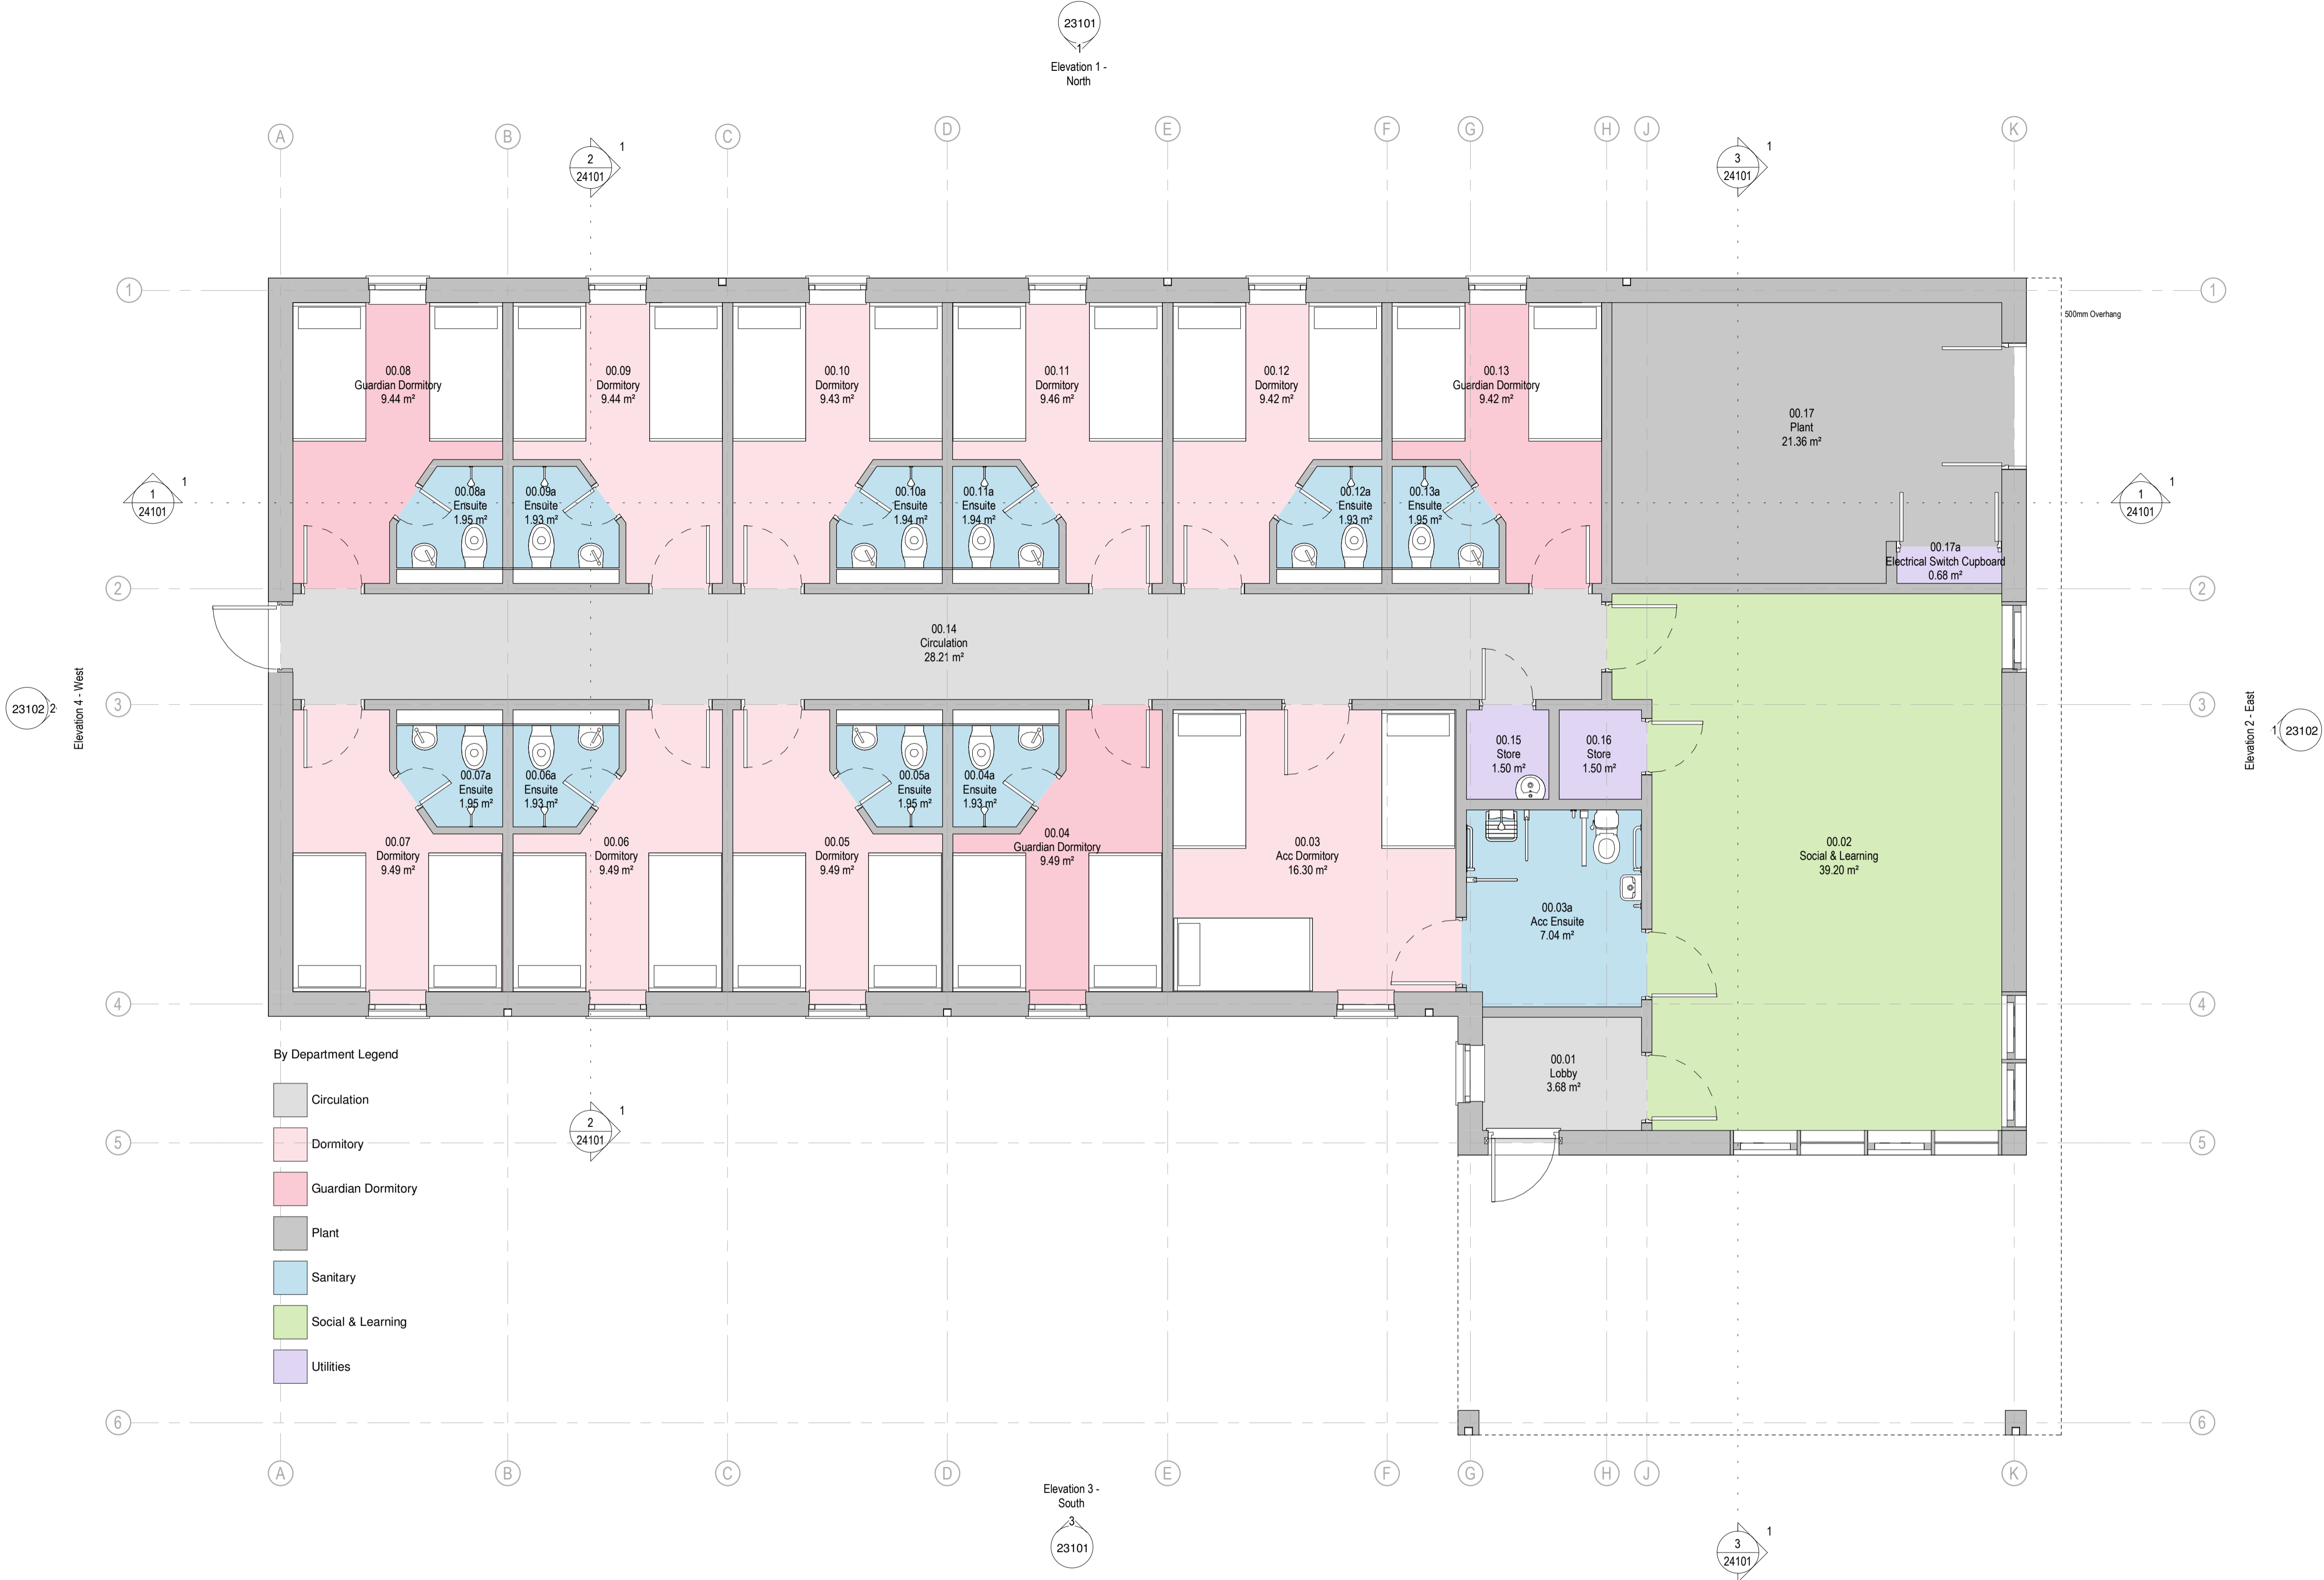 23101
1
Elevation 1 -
North
A
B
C
D
E
F
G
H
J
K
2
24101
1
3
24101
1
1
1
500mm Overhang
00.08
Guardian Dormitory
9.44 m²
00.09
Dormitory
9.44 m²
00.10
Dormitory
9.43 m²
00.11
Dormitory
9.46 m²
00.12
Dormitory
9.42 m²
00.13
Guardian Dormitory
9.42 m²
00.17
Plant
21.36 m²
1
24101
1
00.08a
Ensuite
1.95 m²
00.09a
Ensuite
1.93 m²
00.10a
Ensuite
1.94 m²
00.11a
Ensuite
1.94 m²
00.12a
Ensuite
1.93 m²
00.13a
Ensuite
1.95 m²
1
24101
1
00.17a
Electrical Switch Cupboard
0.68 m²
2
2
00.14
Circulation
28.21 m²
3
3
23102
2
Elevation 4 - West
Elevation 2 - East
1
23102
00.07a
Ensuite
1.95 m²
00.06a
Ensuite
1.93 m²
00.05a
Ensuite
1.95 m²
00.04a
Ensuite
1.93 m²
00.15
Store
1.50 m²
00.16
Store
1.50 m²
00.07
Dormitory
9.49 m²
00.06
Dormitory
9.49 m²
00.05
Dormitory
9.49 m²
00.04
Guardian Dormitory
9.49 m²
00.03
Acc Dormitory
16.30 m²
00.02
Social & Learning
39.20 m²
00.03a
Acc Ensuite
7.04 m²
4
4
00.01
Lobby
3.68 m²
By Department Legend
Circulation
Dormitory
Guardian Dormitory
Plant
Sanitary
Social & Learning
Utilities
2
24101
1
5
5
6
6
A
B
C
D
E
F
G
H
J
K
Elevation 3 -
South
3
23101
3
24101
1